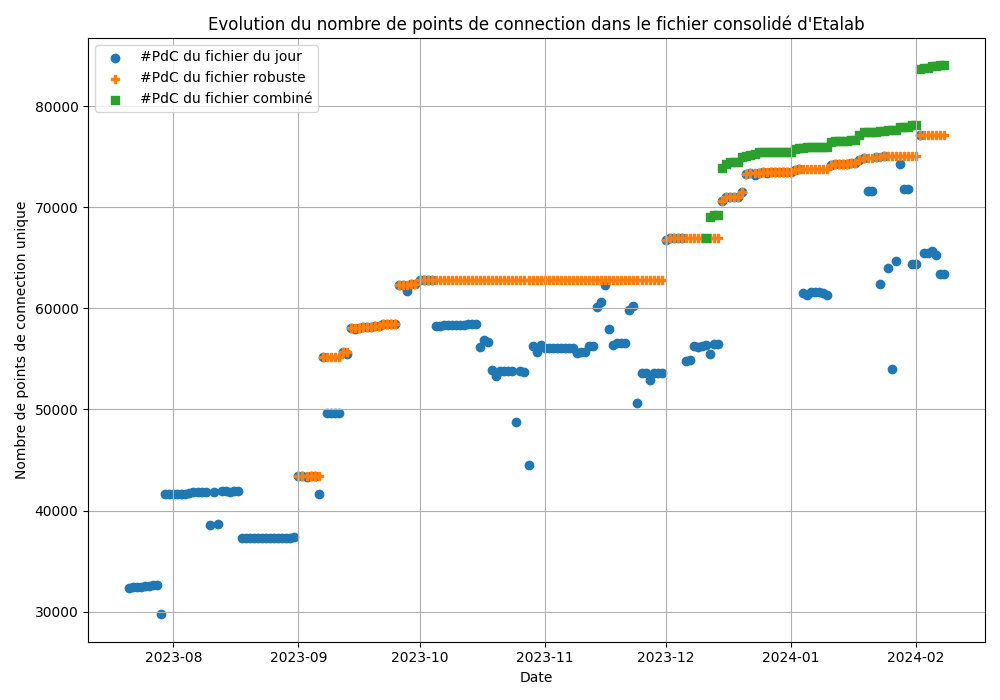 Evolution du nombre de points de connection dans le fichier consolidé d'Etalab
#PdC du fichier du jour
#PdC du fichier robuste
#PdC du fichier combiné
Nombre de points de connection unique
80000
70000
60000
50000
40000
30000
2023-08 2023-09 2023-10 2023-11 2023-12 2024-01 2024-02
Date